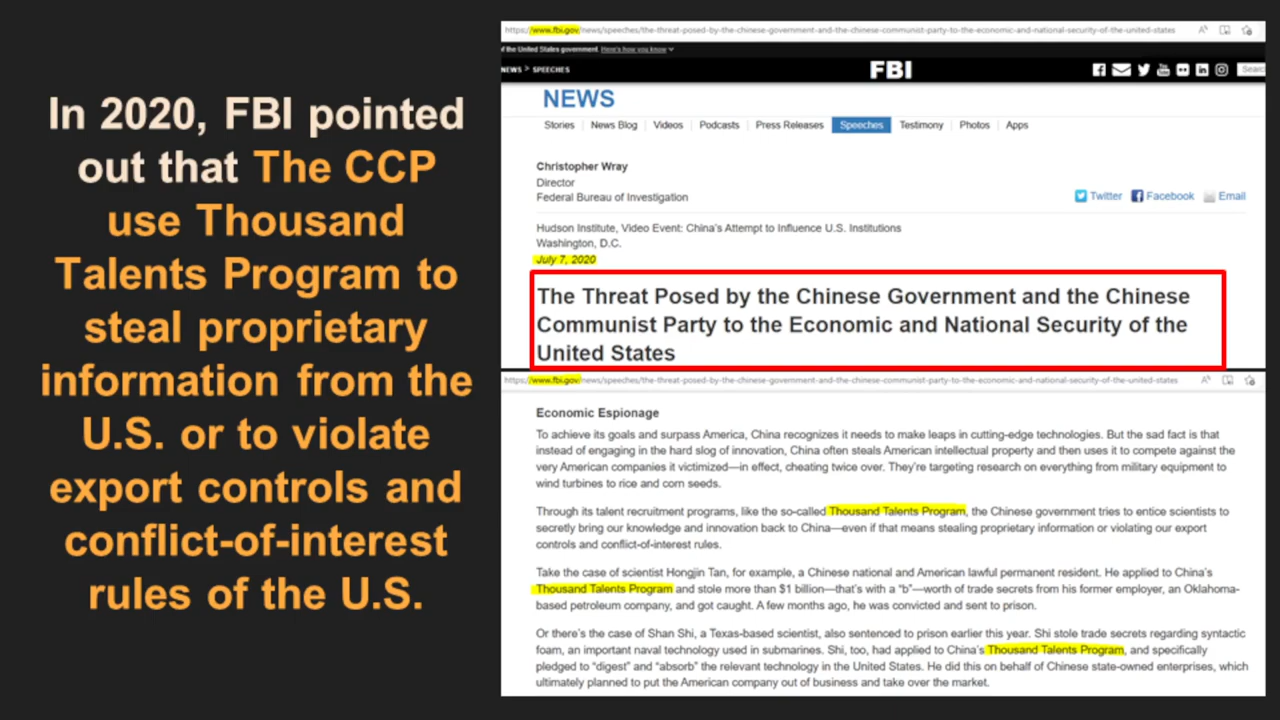 In 2020, FBI pointed
out that The CCP
use Thousand
Talents Program to
steal proprietary
information from the
U.S. or to violate
export controls and
conflict-of-interest
rules of the U.S.
https://www.fbi.gov/news/speeches/the-threat-posed-by-the-chinese-government-and-the-chinese-communist-party-to-the-economic-and-national-security-of-the-united-states
of the United States government. Here's how you know
NEWS > SPEECHES
FBI
Searc
NEWS
Stories News Blog Videos Podcasts Press Releases Speeches Testimony Photos Apps
Christopher Wray
Director
Federal Bureau of Investigation
Twitter Facebook Email
Hudson Institute, Video Event: China's Attempt to Influence U.S. Institutions
Washington, D.C.
July 7, 2020
The Threat Posed by the Chinese Government and the Chinese
Communist Party to the Economic and National Security of the
United States
https://www.fbi.gov/news/speeches/the-threat-posed-by-the-chinese-government-and-the-chinese-communist-party-to-the-economic-and-national-security-of-the-united-states
Economic Espionage
To achieve its goals and surpass America, China recognizes it needs to make leaps in cutting-edge technologies. But the sad fact is that
instead of engaging in the hard slog of innovation, China often steals American intellectual property and then uses it to compete against the
very American companies it victimized—in effect, cheating twice over. They're targeting research on everything from military equipment to
wind turbines to rice and corn seeds.
Through its talent recruitment programs, like the so-called Thousand Talents Program, the Chinese government tries to entice scientists to
secretly bring our knowledge and innovation back to China—even if that means stealing proprietary information or violating our export
controls and conflict-of-interest rules.
Take the case of scientist Hongjin Tan, for example, a Chinese national and American lawful permanent resident. He applied to China's
Thousand Talents Program and stole more than $1 billion—that's with a "b"—worth of trade secrets from his former employer, an Oklahoma-
based petroleum company, and got caught. A few months ago, he was convicted and sent to prison.
Or there's the case of Shan Shi, a Texas-based scientist, also sentenced to prison earlier this year. Shi stole trade secrets regarding syntactic
foam, an important naval technology used in submarines. Shi, too, had applied to China's Thousand Talents Program, and specifically
pledged to "digest" and "absorb" the relevant technology in the United States. He did this on behalf of Chinese state-owned enterprises, which
ultimately planned to put the American company out of business and take over the market.